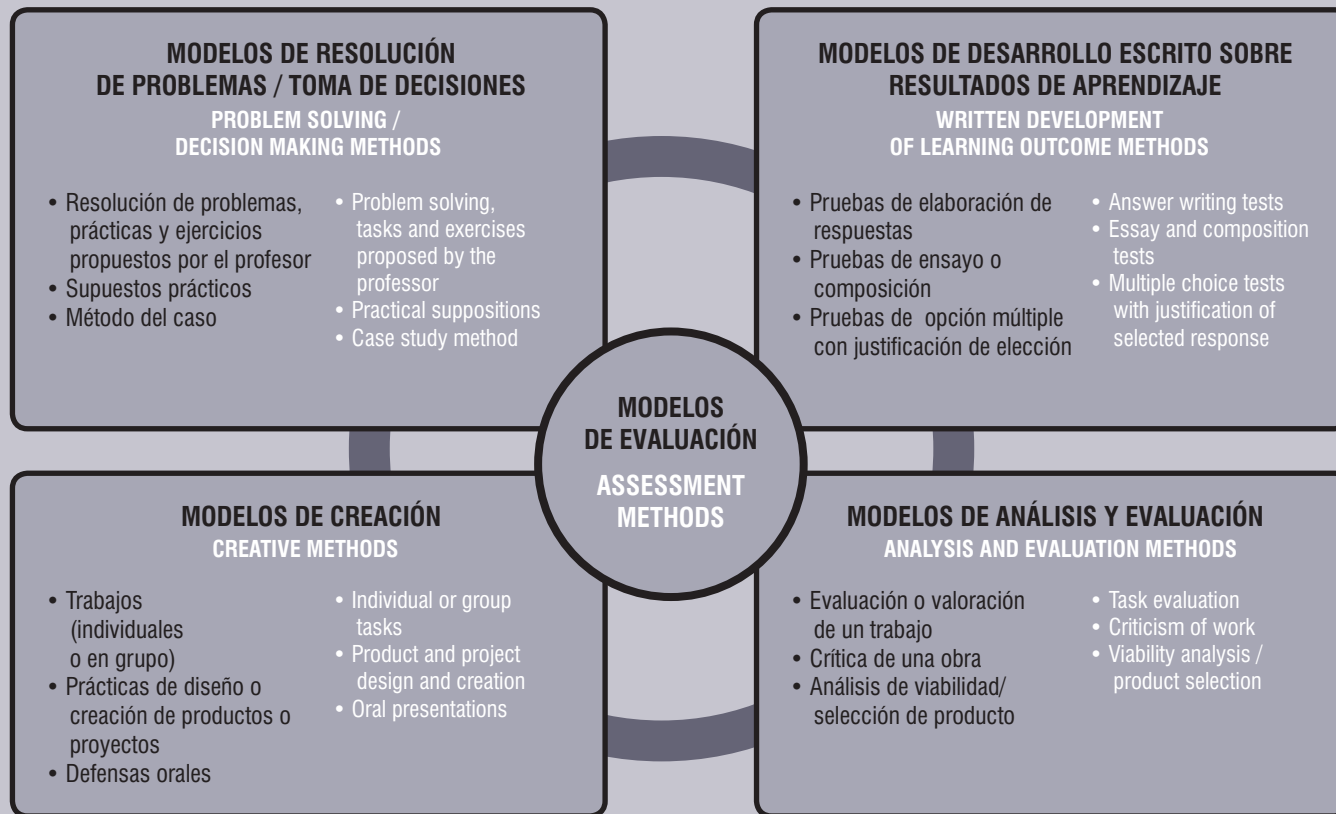 MODELOS DE RESOLUCIÓN
DE PROBLEMAS / TOMA DE DECISIONES
PROBLEM SOLVING /
DECISION MAKING METHODS
• Resolución de problemas,
prácticas y ejercicios
propuestos por el profesor
• Supuestos prácticos
• Método del caso
• Problem solving,
tasks and exercises
proposed by the
professor
• Practical suppositions
• Case study method
MODELOS DE DESARROLLO ESCRITO SOBRE
RESULTADOS DE APRENDIZAJE
WRITTEN DEVELOPMENT
OF LEARNING OUTCOME METHODS
• Pruebas de elaboración de
respuestas
• Pruebas de ensayo o
composición
• Pruebas de opción múltiple
con justificación de elección
• Answer writing tests
• Essay and composition
tests
• Multiple choice tests
with justification of
selected response
MODELOS
DE EVALUACIÓN
ASSESSMENT
METHODS
MODELOS DE CREACIÓN
CREATIVE METHODS
• Trabajos
(individuales
o en grupo)
• Prácticas de diseño o
creación de productos o
proyectos
• Defensas orales
• Individual or group
tasks
• Product and project
design and creation
• Oral presentations
MODELOS DE ANÁLISIS Y EVALUACIÓN
ANALYSIS AND EVALUATION METHODS
• Evaluación o valoración
de un trabajo
• Crítica de una obra
• Análisis de viabilidad/
selección de producto
• Task evaluation
• Criticism of work
• Viability analysis /
product selection